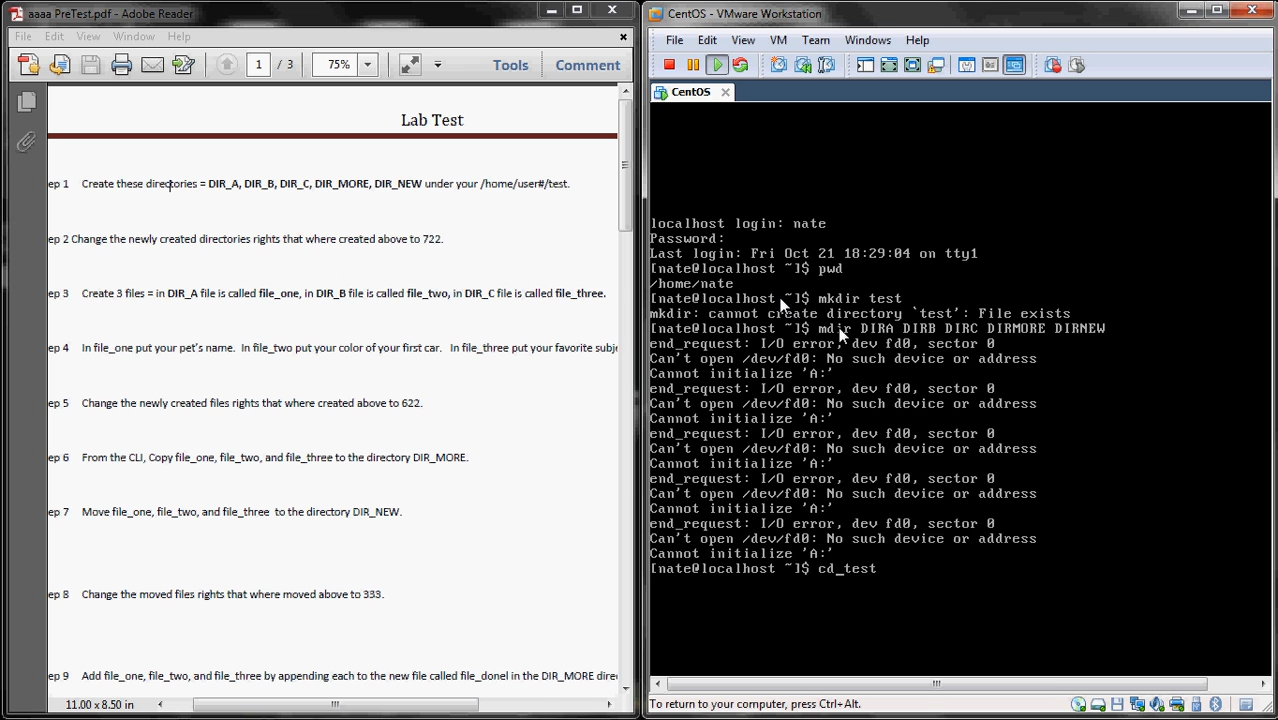 aaaa PreTest.pdf - Adobe Reader
File Edit View Window Help
1 / 3 75% Tools Comment
Lab Test
ep 1 Create these directories = DIR_A, DIR_B, DIR_C, DIR_MORE, DIR_NEW under your /home/user#/test.
ep 2 Change the newly created directories rights that where created above to 722.
ep 3 Create 3 files = in DIR_A file is called file_one, in DIR_B file is called file_two, in DIR_C file is called file_three.
ep 4 In file_one put your pet's name. In file_two put your color of your first car. In file_three put your favorite subje
ep 5 Change the newly created files rights that where created above to 622.
ep 6 From the CLI, Copy file_one, file_two, and file_three to the directory DIR_MORE.
ep 7 Move file_one, file_two, and file_three to the directory DIR_NEW.
ep 8 Change the moved files rights that where moved above to 333.
ep 9 Add file_one, file_two, and file_three by appending each to the new file called file_doneI in the DIR_MORE dire
11.00 x 8.50 in
CentOS - VMware Workstation
File Edit View VM Team Windows Help
CentOS
localhost login: nate
Password:
Last login: Fri Oct 21 18:29:04 on tty1
[nate@localhost ~]$ pwd
/home/nate
[nate@localhost ~]$ mkdir test
mkdir: cannot create directory `test': File exists
[nate@localhost ~]$ mdir DIRA DIRB DIRC DIRMORE DIRNEW
end_request: I/O error, dev fd0, sector 0
Can't open /dev/fd0: No such device or address
Cannot initialize 'A:'
end_request: I/O error, dev fd0, sector 0
Can't open /dev/fd0: No such device or address
Cannot initialize 'A:'
end_request: I/O error, dev fd0, sector 0
Can't open /dev/fd0: No such device or address
Cannot initialize 'A:'
end_request: I/O error, dev fd0, sector 0
Can't open /dev/fd0: No such device or address
Cannot initialize 'A:'
end_request: I/O error, dev fd0, sector 0
Can't open /dev/fd0: No such device or address
Cannot initialize 'A:'
[nate@localhost ~]$ cd_test
To return to your computer, press Ctrl+Alt.